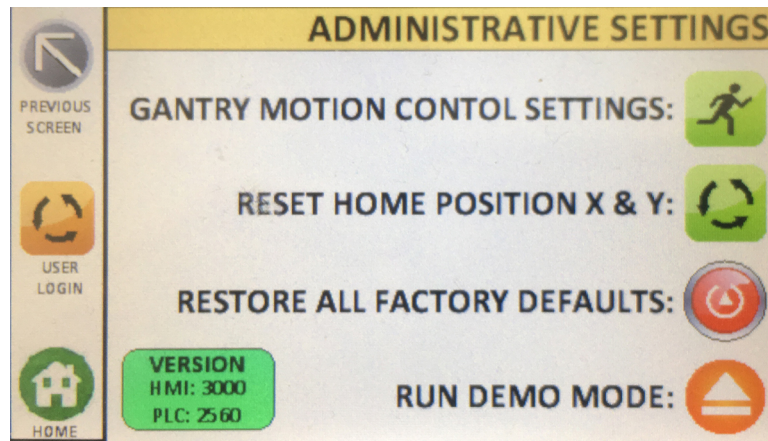 ADMINISTRATIVE SETTINGS
PREVIOUS
SCREEN
GANTRY MOTION CONTOL SETTINGS:
RESET HOME POSITION X & Y:
USER
LOGIN
RESTORE ALL FACTORY DEFAULTS:
VERSION
HMI: 3000
PLC: 2560
RUN DEMO MODE:
HOME